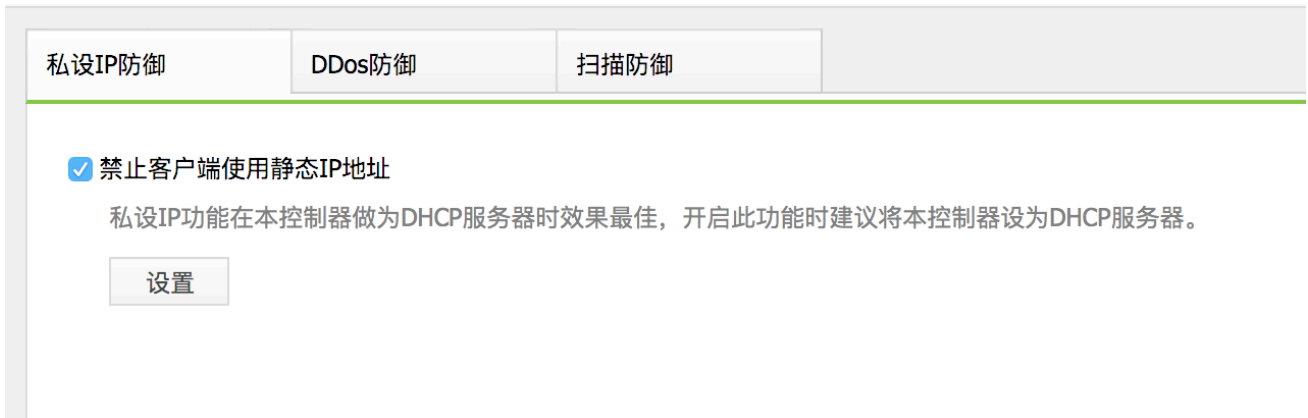 私设IP防御 DDos防御 扫描防御
禁止客户端使用静态IP地址
私设IP功能在本控制器做为DHCP服务器时效果最佳，开启此功能时建议将本控制器设为DHCP服务器。
设置